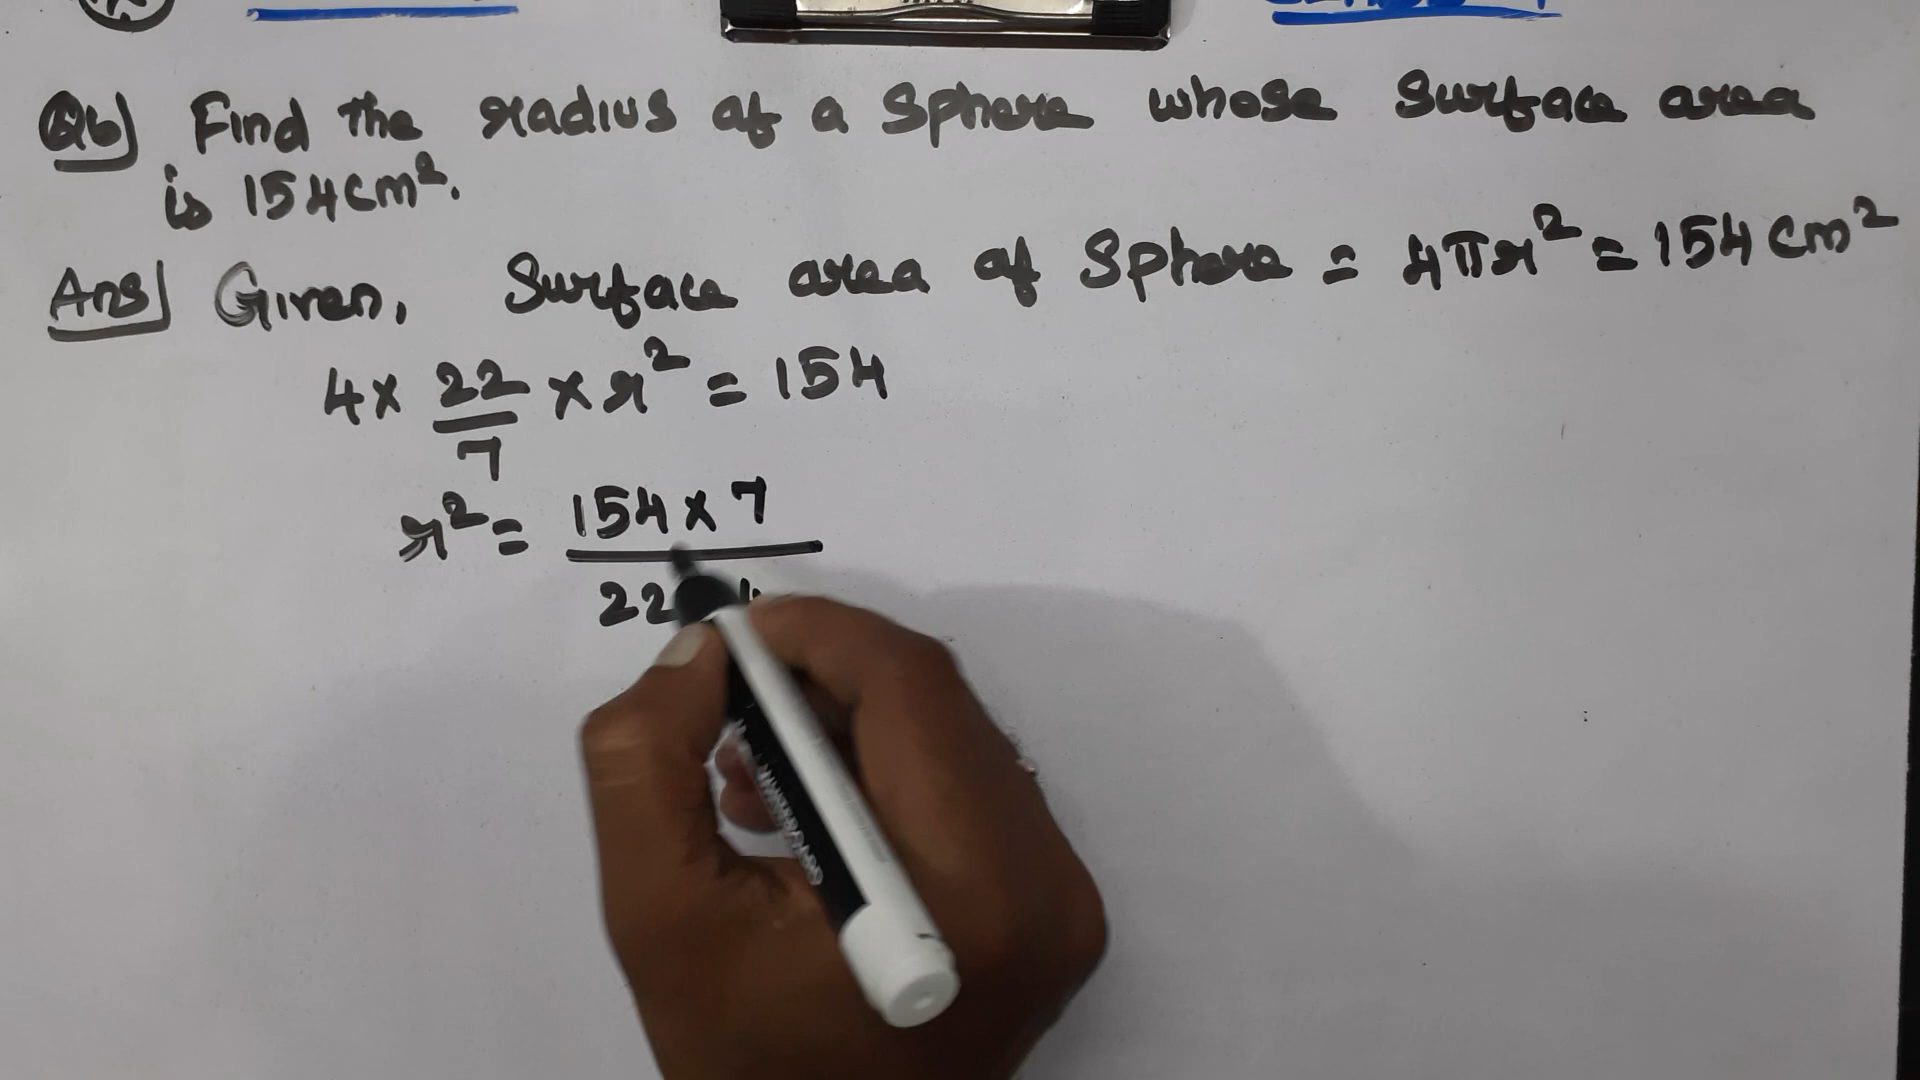 Q6) Find the radius of a sphere whose surface area
is 154cm².
Ans] Given, Surface area of Sphere = 4πr² = 154 cm²
4 × 22/7 × r² = 154
r² = 154 × 7
22 4